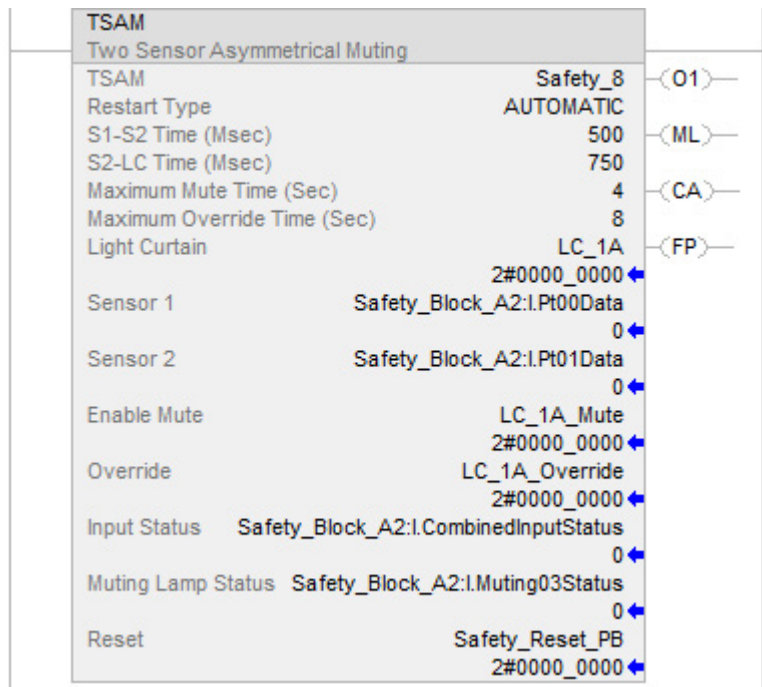 TSAM
Two Sensor Asymmetrical Muting
TSAM Safety_8 (O1)
Restart Type AUTOMATIC
S1-S2 Time (Msec) 500 (ML)
S2-LC Time (Msec) 750
Maximum Mute Time (Sec) 4 (CA)
Maximum Override Time (Sec) 8
Light Curtain LC_1A (FP)
2#0000_0000
Sensor 1 Safety_Block_A2:I.Pt00Data
0
Sensor 2 Safety_Block_A2:I.Pt01Data
0
Enable Mute LC_1A_Mute
2#0000_0000
Override LC_1A_Override
2#0000_0000
Input Status Safety_Block_A2:I.CombinedInputStatus
0
Muting Lamp Status Safety_Block_A2:I.Muting03Status
0
Reset Safety_Reset_PB
2#0000_0000